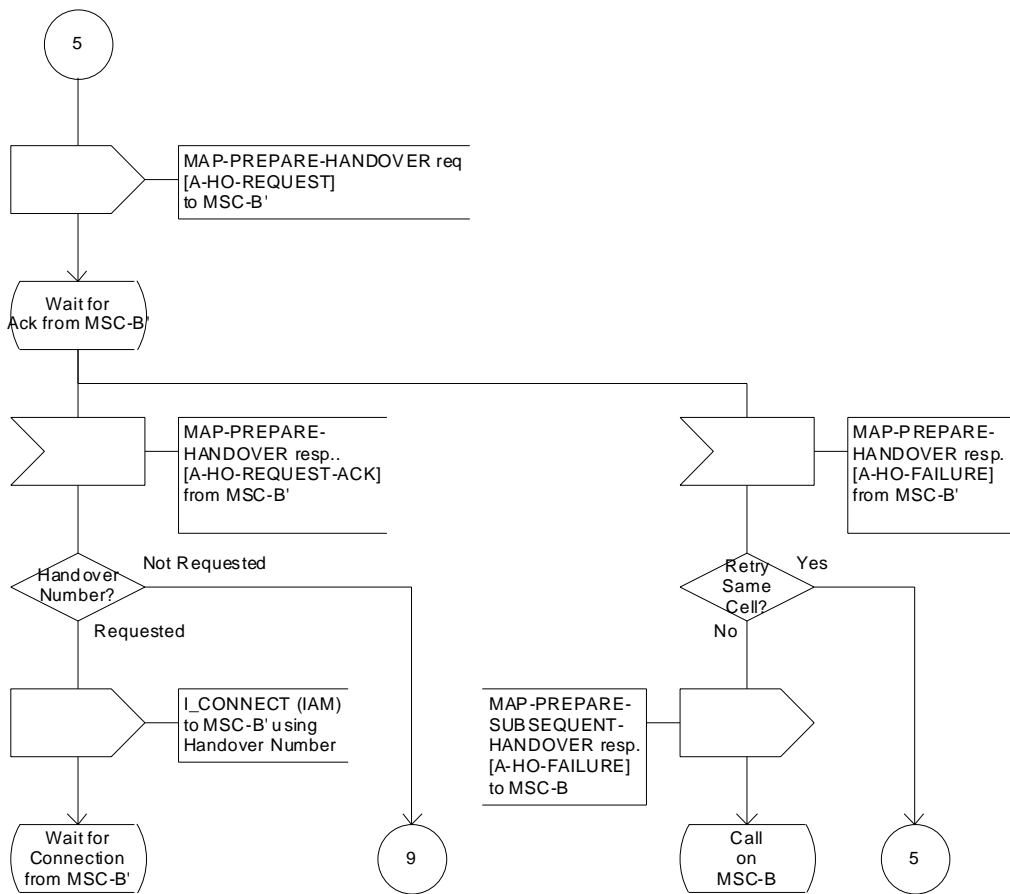 5
MAP-PREPARE-HANDOVER req
[A-HO-REQUEST]
to MSC-B'
Wait for
Ack from MSC-B'
MAP-PREPARE-
HANDOVER resp..
[A-HO-REQUEST-ACK]
from MSC-B'
MAP-PREPARE-
HANDOVER resp.
[A-HO-FAILURE]
from MSC-B'
Handover
Number?
Not Requested
Requested
Retry
Same
Cell?
Yes
No
I_CONNECT (IAM)
to MSC-B' using
Handover Number
MAP-PREPARE-
SUBSEQUENT-
HANDOVER resp.
[A-HO-FAILURE]
to MSC-B
Wait for
Connection
from MSC-B'
9
Call
on
MSC-B
5